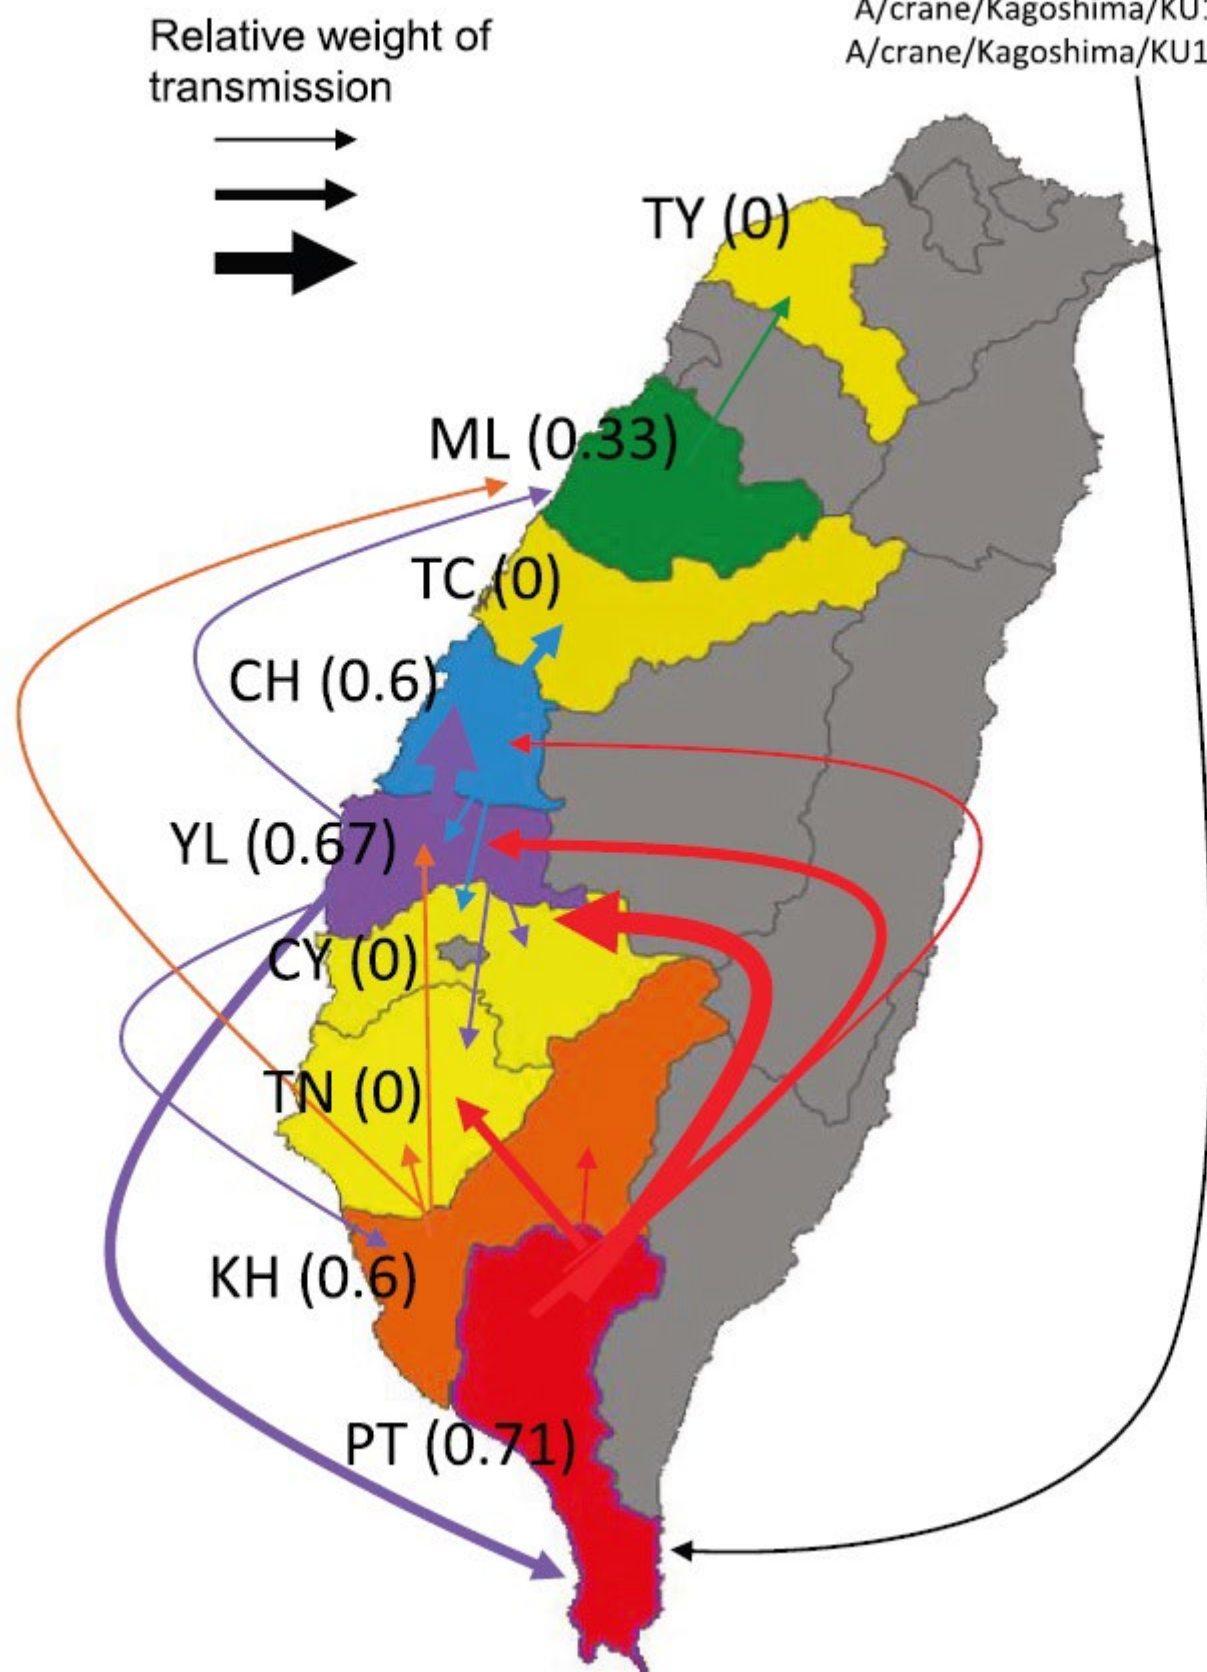 Relative weight of
transmission
A/crane/Kagoshima/KU1
A/crane/Kagoshima/KU1
TY (0)
ML (0.33)
TC (0)
CH (0.6)
YL (0.67)
CY (0)
TN (0)
KH (0.6)
PT (0.71)